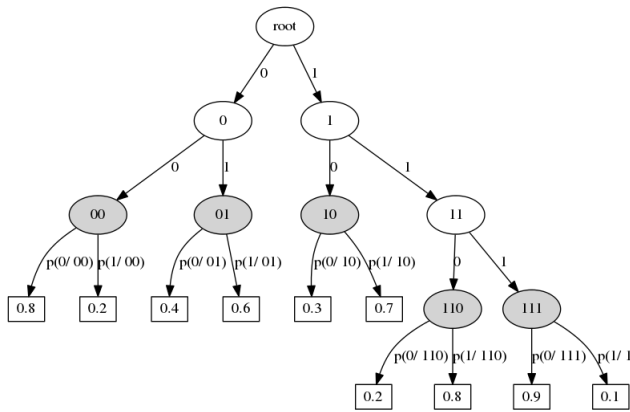 root
0 1
0 1
0 1 0 1
00 01 10 11
p(0/ 00) p(1/ 00) p(0/ 01) p(1/ 01) p(0/ 10) p(1/ 10) 0 1
0.8 0.2 0.4 0.6 0.3 0.7 110 111
p(0/ 110) p(1/ 110) p(0/ 111) p(1/ 1
0.2 0.8 0.9 0.1